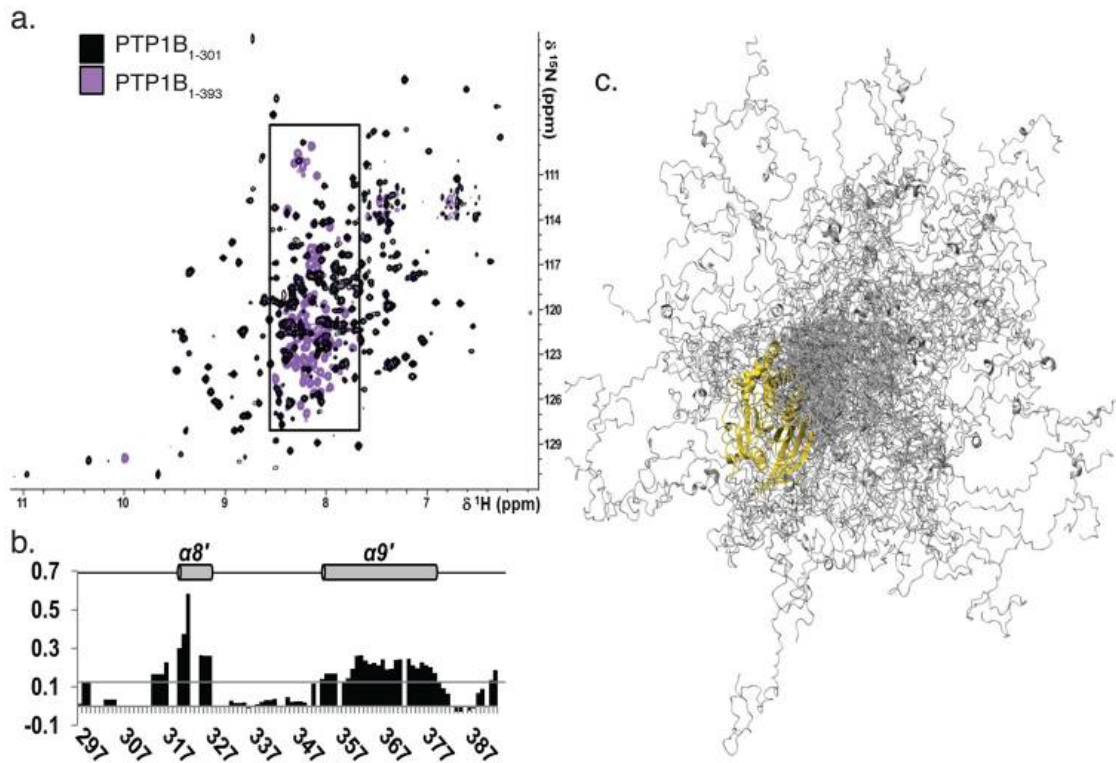 a.
PTP1B1-301
PTP1B1-393
δ 15N (ppm)
111
114
117
120
123
126
129
11 10 9 8 7
δ 1H (ppm)
b.
α8' α9'
0.7
0.5
0.3
0.1
-0.1
297 307 317 327 337 347 357 367 377 387
c.